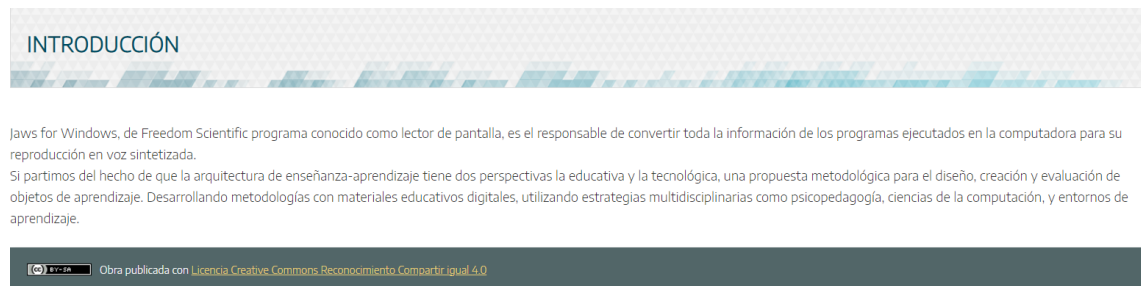 INTRODUCCIÓN
Jaws for Windows, de Freedom Scientific programa conocido como lector de pantalla, es el responsable de convertir toda la información de los programas ejecutados en la computadora para su
reproducción en voz sintetizada.
Si partimos del hecho de que la arquitectura de enseñanza-aprendizaje tiene dos perspectivas la educativa y la tecnológica, una propuesta metodológica para el diseño, creación y evaluación de
objetos de aprendizaje. Desarrollando metodologías con materiales educativos digitales, utilizando estrategias multidisciplinarias como psicopedagogía, ciencias de la computación, y entornos de
aprendizaje.
(cc) BY-SA Obra publicada con Licencia Creative Commons Reconocimiento Compartir igual 4.0